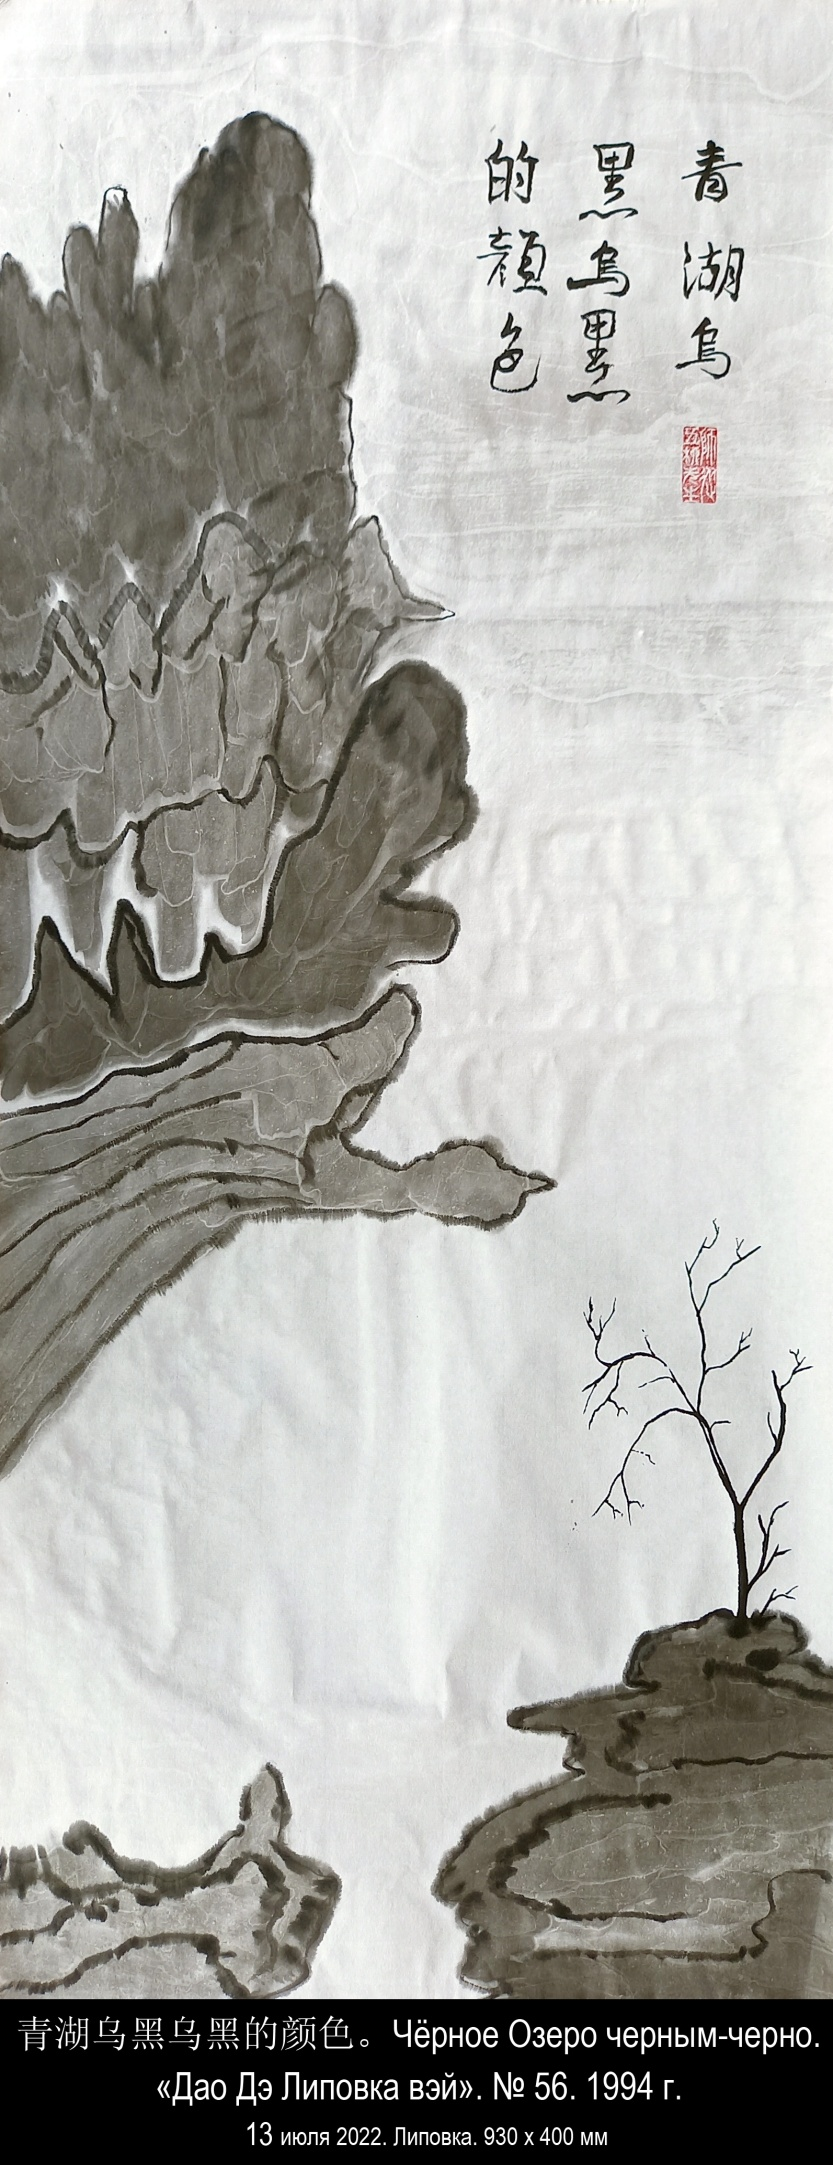 青湖乌
黑乌黑
的颜色
青湖乌黑乌黑的颜色。Чёрное Озеро черным-черно.
«Дао Дэ Липовка вэй». № 56. 1994 г.
13 июля 2022. Липовка. 930 х 400 мм